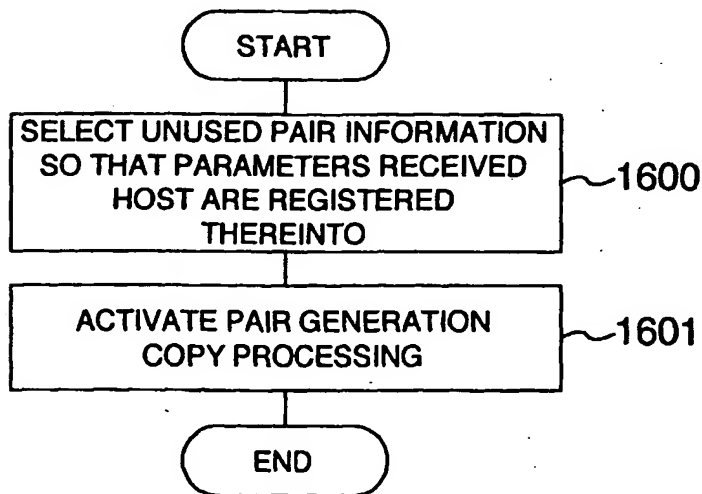 START
SELECT UNUSED PAIR INFORMATION
SO THAT PARAMETERS RECEIVED
HOST ARE REGISTERED
THEREINTO
1600
ACTIVATE PAIR GENERATION
COPY PROCESSING
1601
END